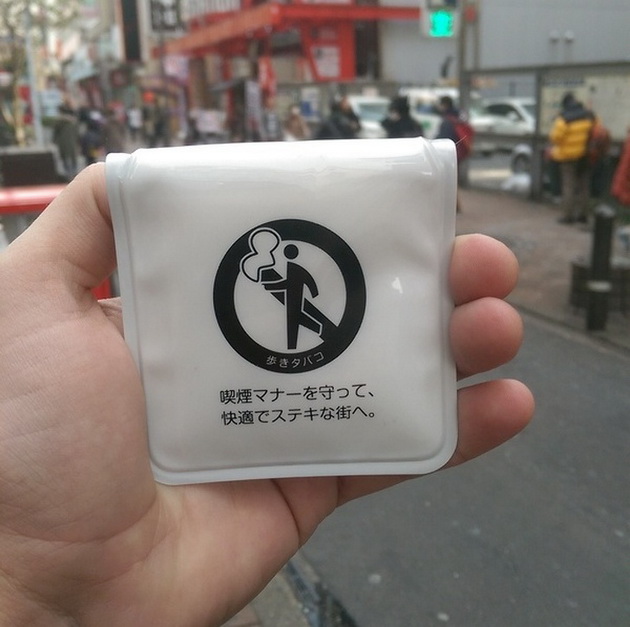 歩きタバコ
喫煙マナーを守って、
快適でステキな街へ。